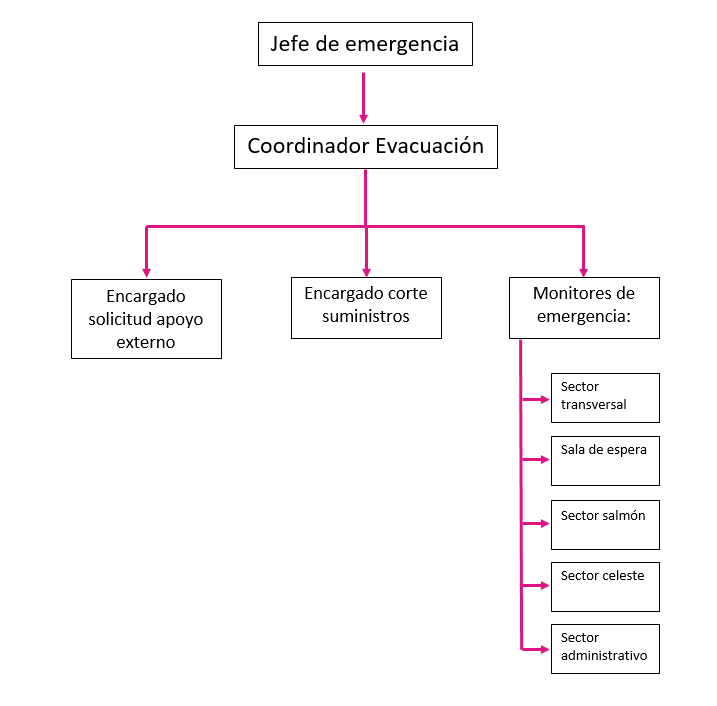 Jefe de emergencia
Coordinador Evacuación
Encargado
solicitud apoyo
externo
Encargado corte
suministros
Monitores de
emergencia:
Sector
transversal
Sala de espera
Sector salmón
Sector celeste
Sector
administrativo